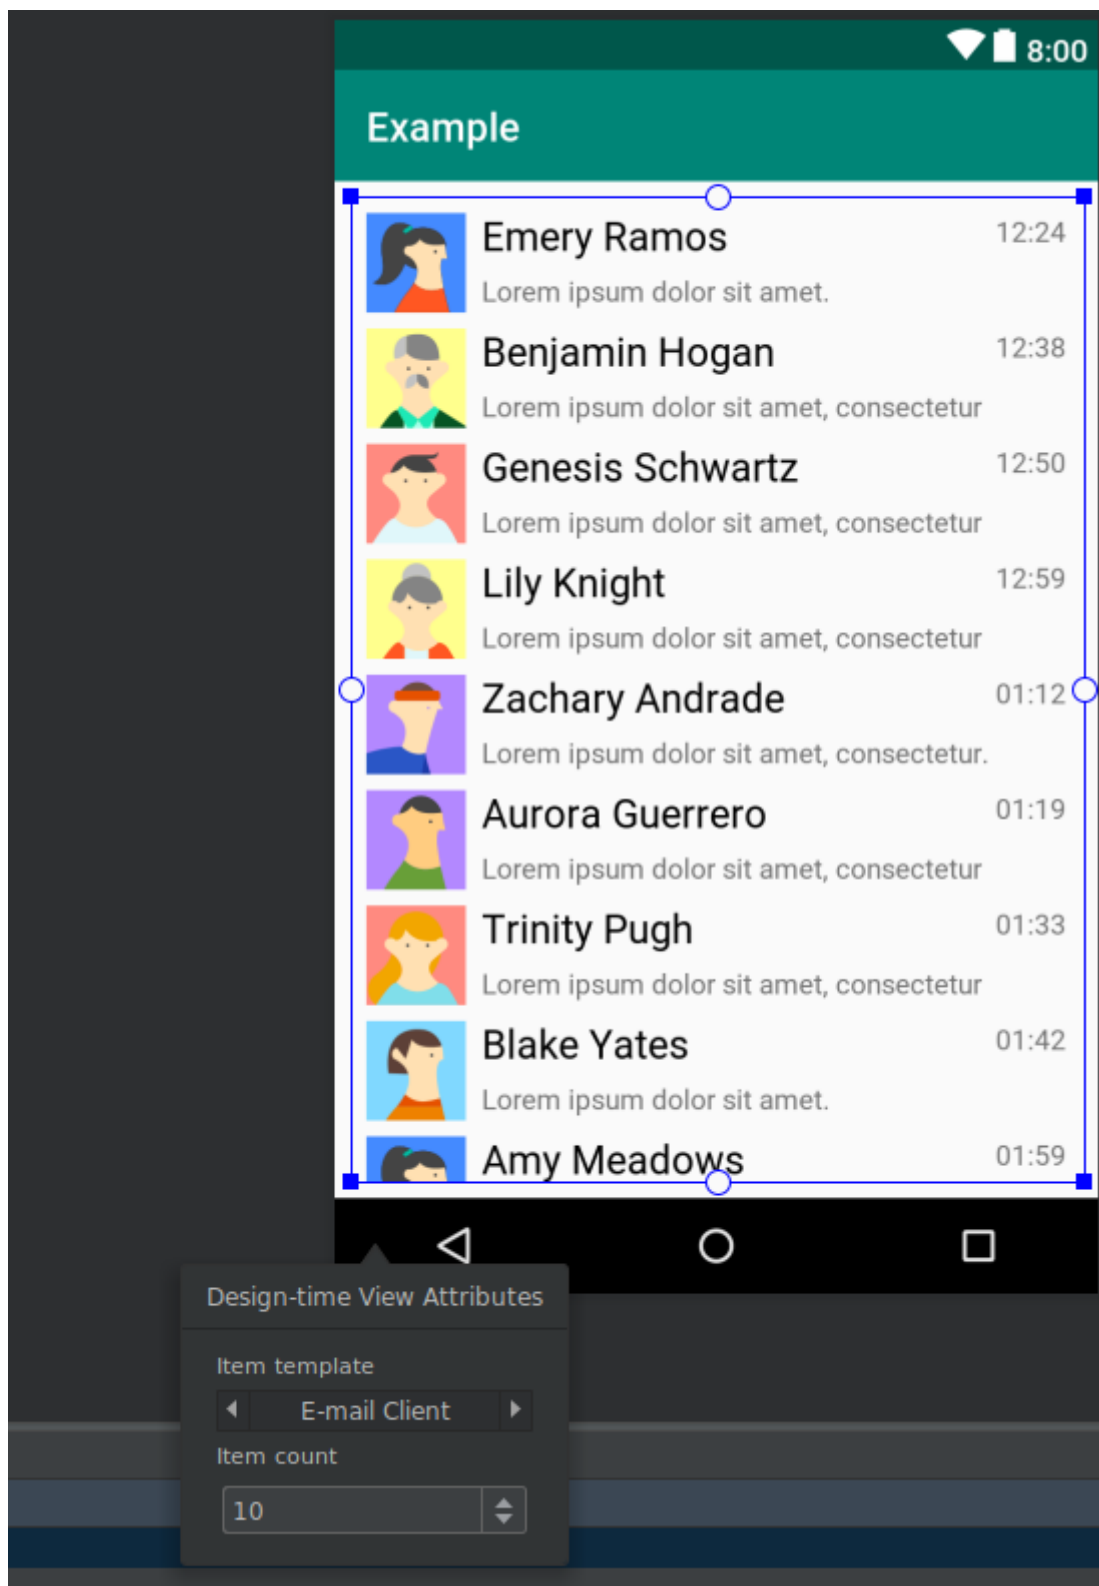 8:00
Example
Emery Ramos 12:24
Lorem ipsum dolor sit amet.
Benjamin Hogan 12:38
Lorem ipsum dolor sit amet, consectetur
Genesis Schwartz 12:50
Lorem ipsum dolor sit amet, consectetur
Lily Knight 12:59
Lorem ipsum dolor sit amet, consectetur
Zachary Andrade 01:12
Lorem ipsum dolor sit amet, consectetur.
Aurora Guerrero 01:19
Lorem ipsum dolor sit amet, consectetur
Trinity Pugh 01:33
Lorem ipsum dolor sit amet, consectetur
Blake Yates 01:42
Lorem ipsum dolor sit amet.
Amy Meadows 01:59
Design-time View Attributes
Item template
E-mail Client
Item count
10